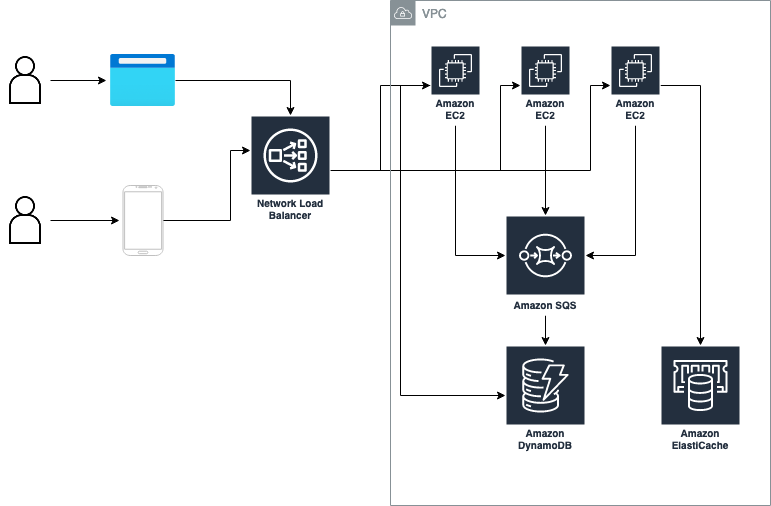 VPC
Amazon
EC2
Amazon
EC2
Amazon
EC2
Network Load
Balancer
Amazon SQS
Amazon
DynamoDB
Amazon
ElastiCache